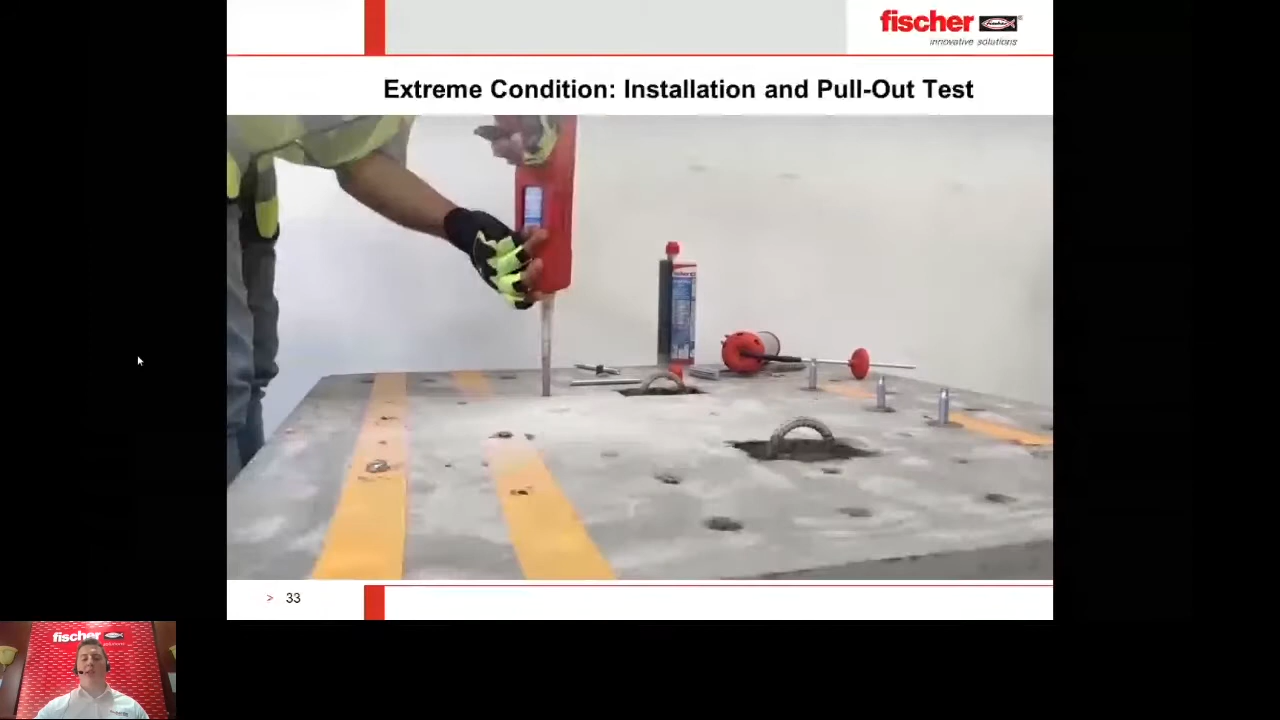 fischer
innovative solutions
Extreme Condition: Installation and Pull-Out Test
> 33
fischer